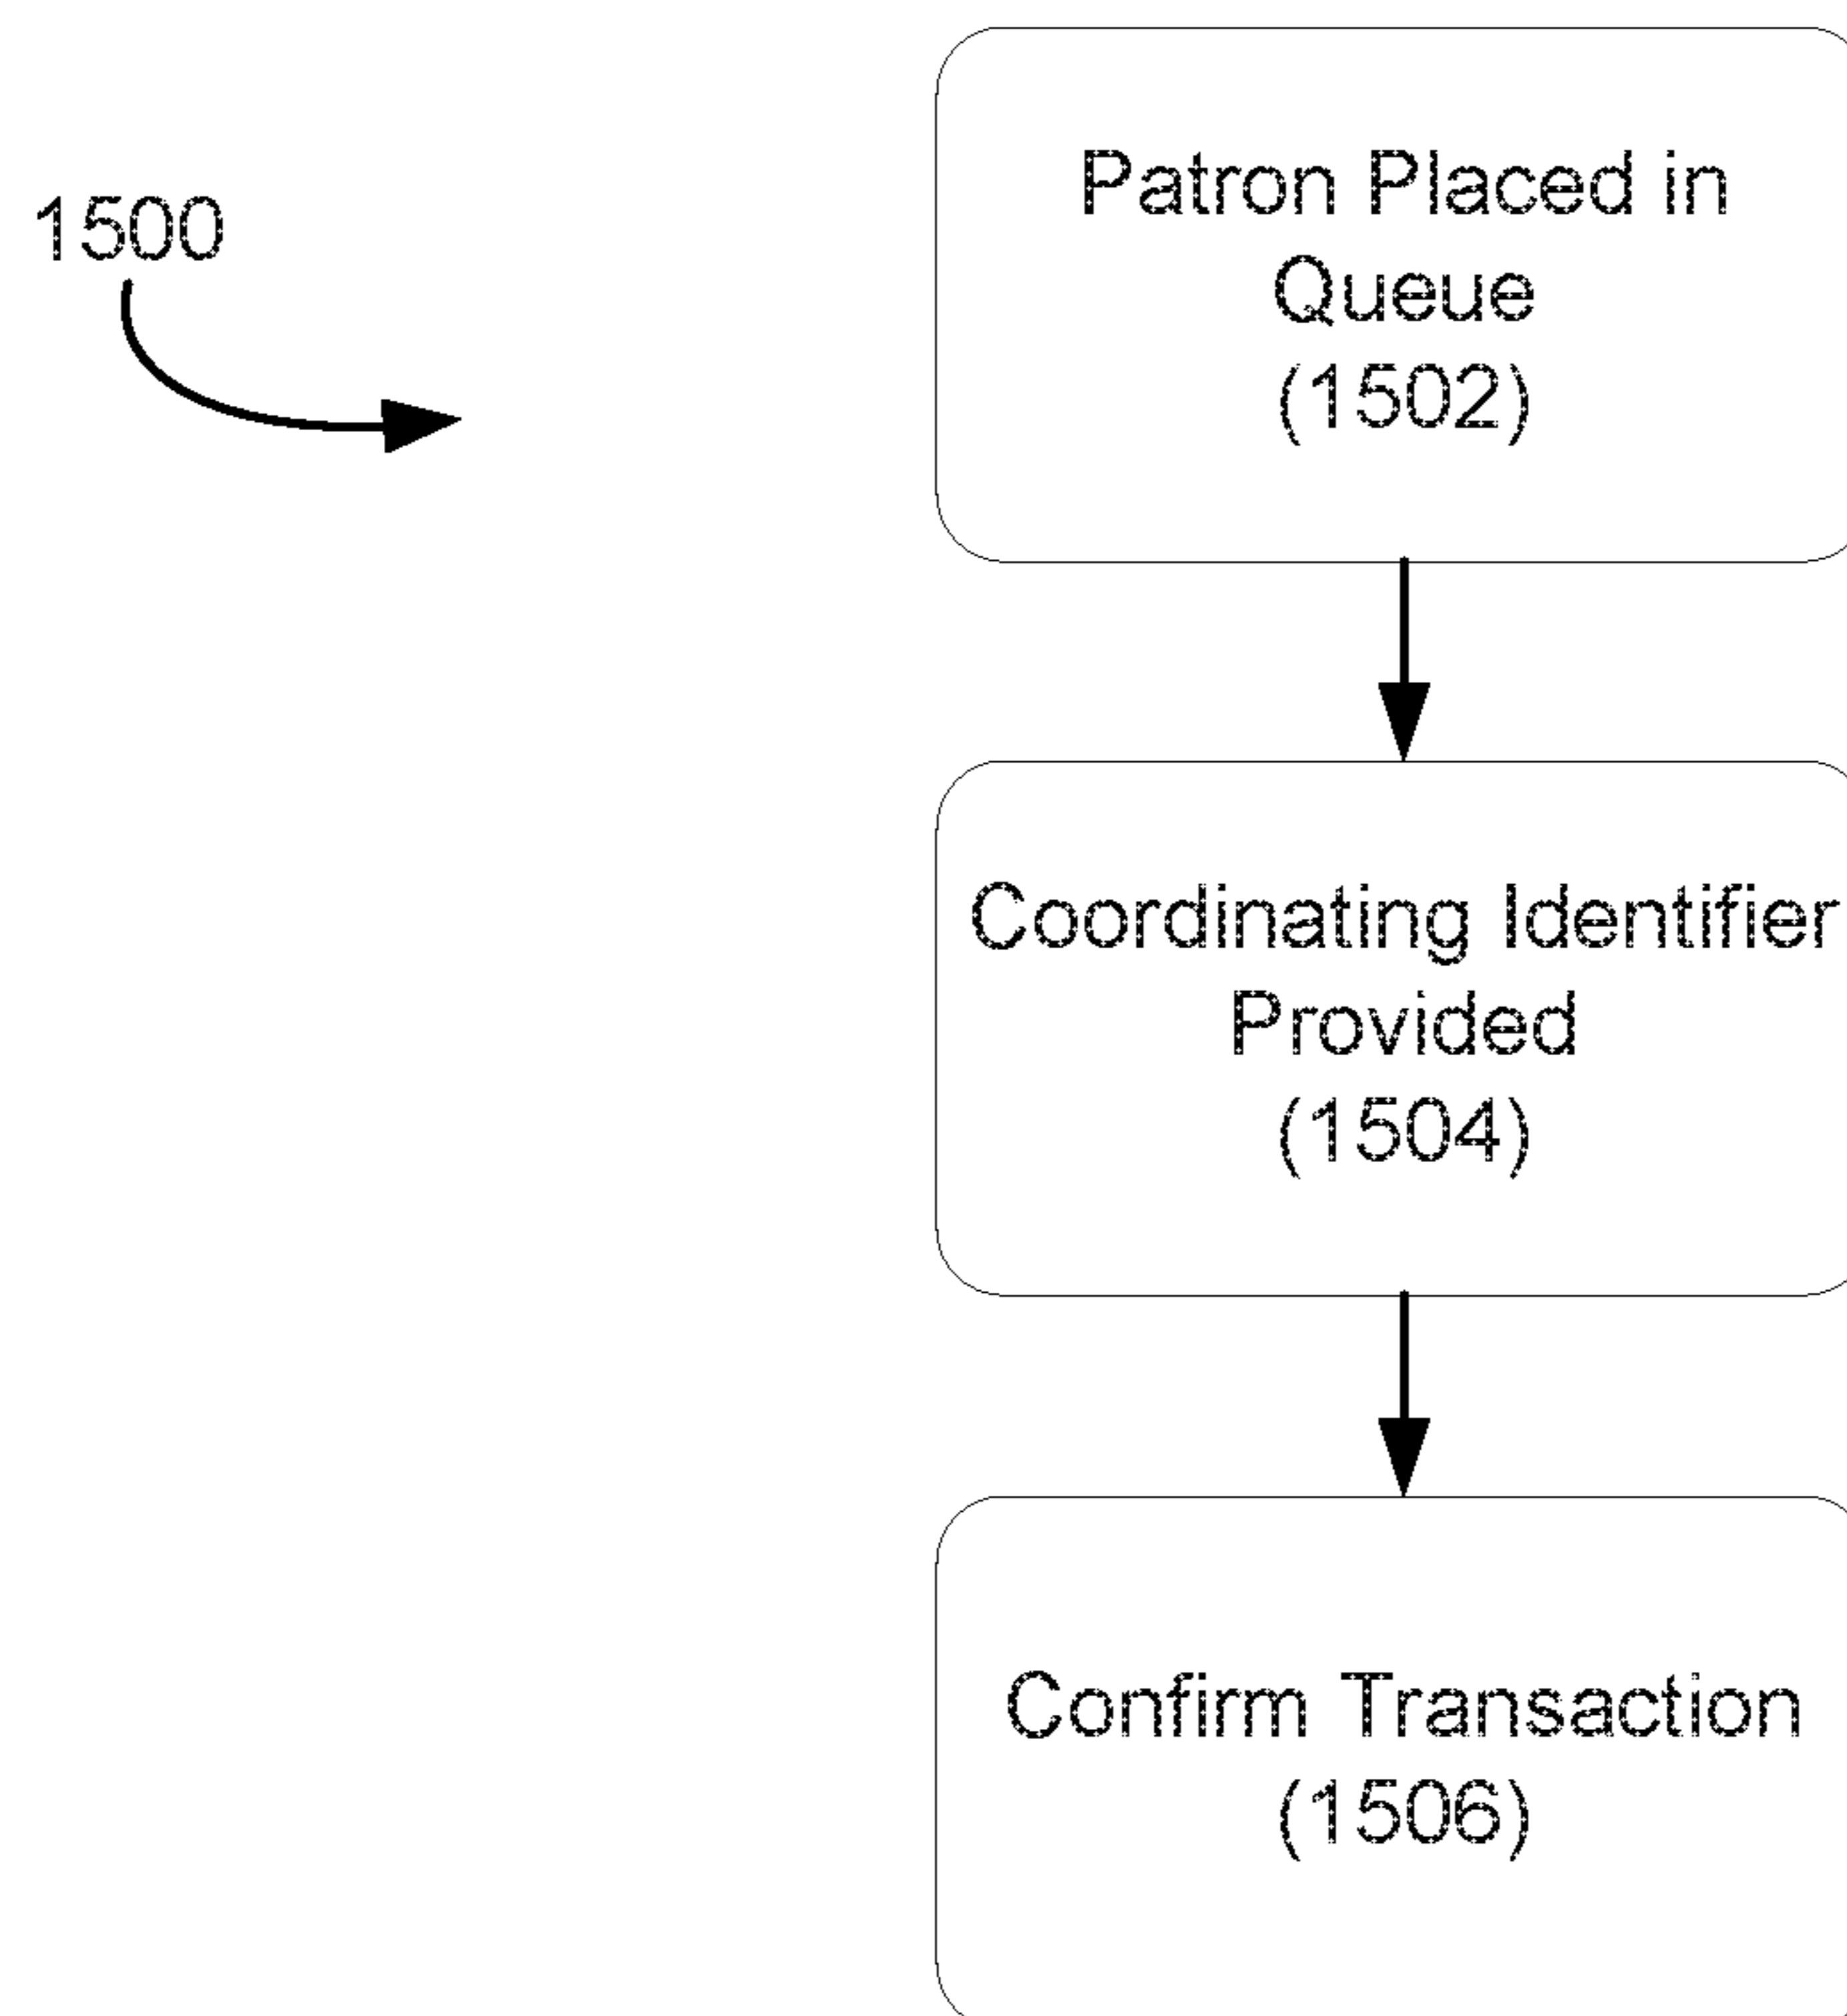 1500
Patron Placed in
Queue
(1502)
Coordinating Identifier
Provided
(1504)
Confirm Transaction
(1506)